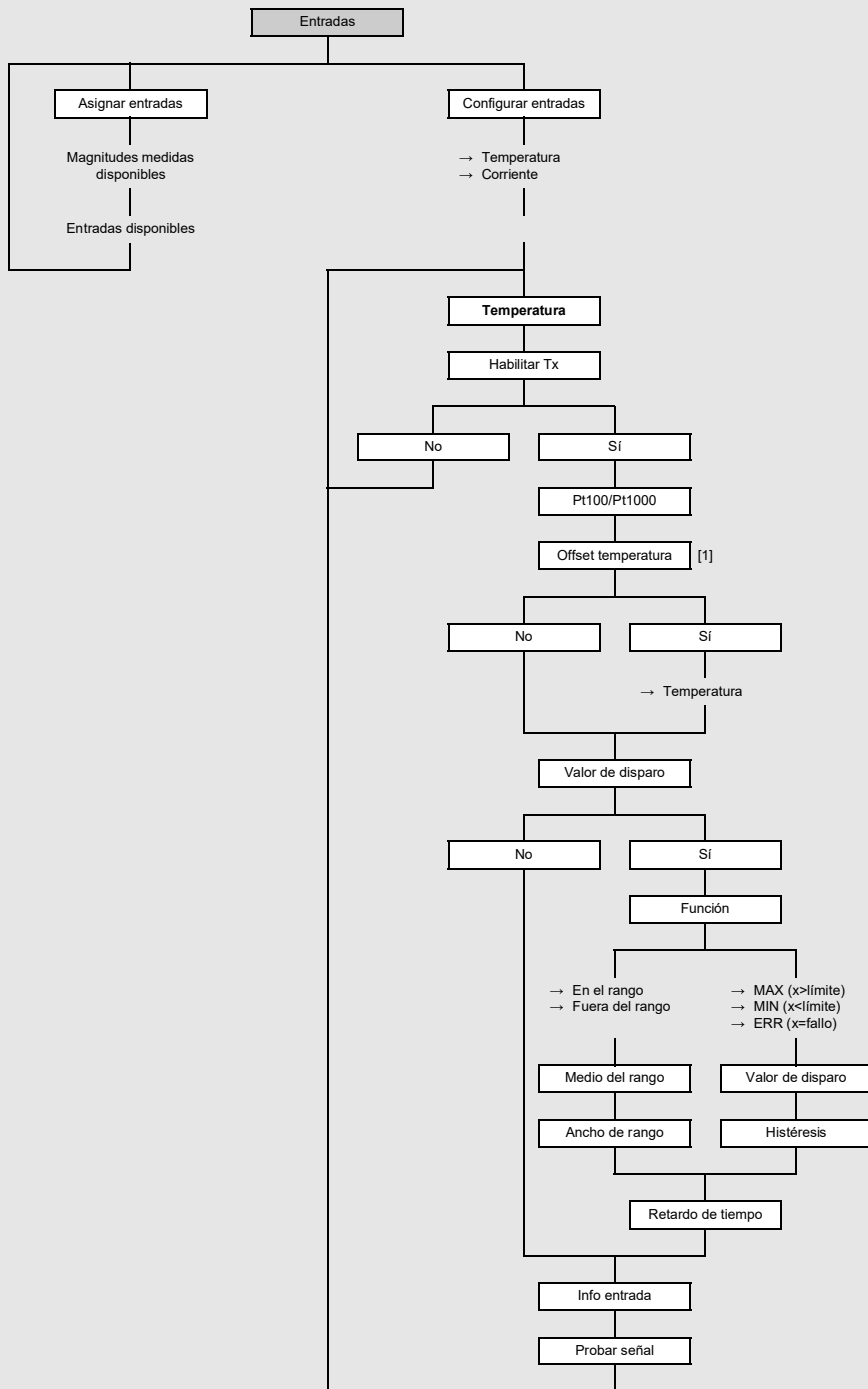 Entradas
Asignar entradas
Configurar entradas
Magnitudes medidas
disponibles
→ Temperatura
→ Corriente
Entradas disponibles
Temperatura
Habilitar Tx
No
Sí
Pt100/Pt1000
Offset temperatura [1]
No
Sí
→ Temperatura
Valor de disparo
No
Sí
Función
→ En el rango
→ Fuera del rango
→ MAX (x>límite)
→ MIN (x<límite)
→ ERR (x=fallo)
Medio del rango
Valor de disparo
Ancho de rango
Histéresis
Retardo de tiempo
Info entrada
Probar señal